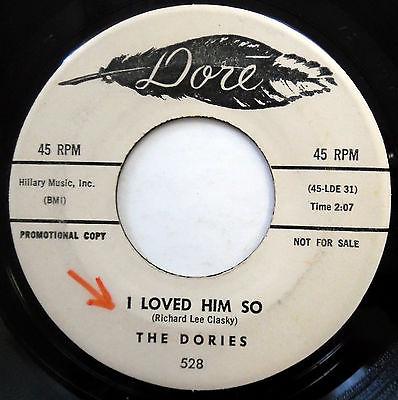 Doré
45 RPM
45 RPM
Hillary Music, Inc.
(BMI)
(45-LDE 31)
Time 2:07
PROMOTIONAL COPY
NOT FOR SALE
I LOVED HIM SO
(Richard Lee Clasky)
THE DORIES
528